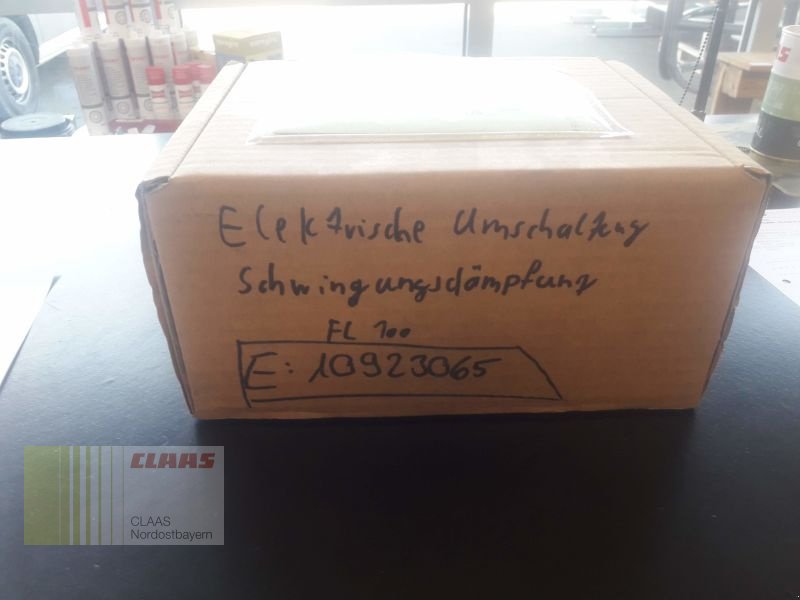 Elektrische Umschaltung
Schwingungsdämpfung
FL 100
E: 10923065
CLAAS
CLAAS
Nordostbayern